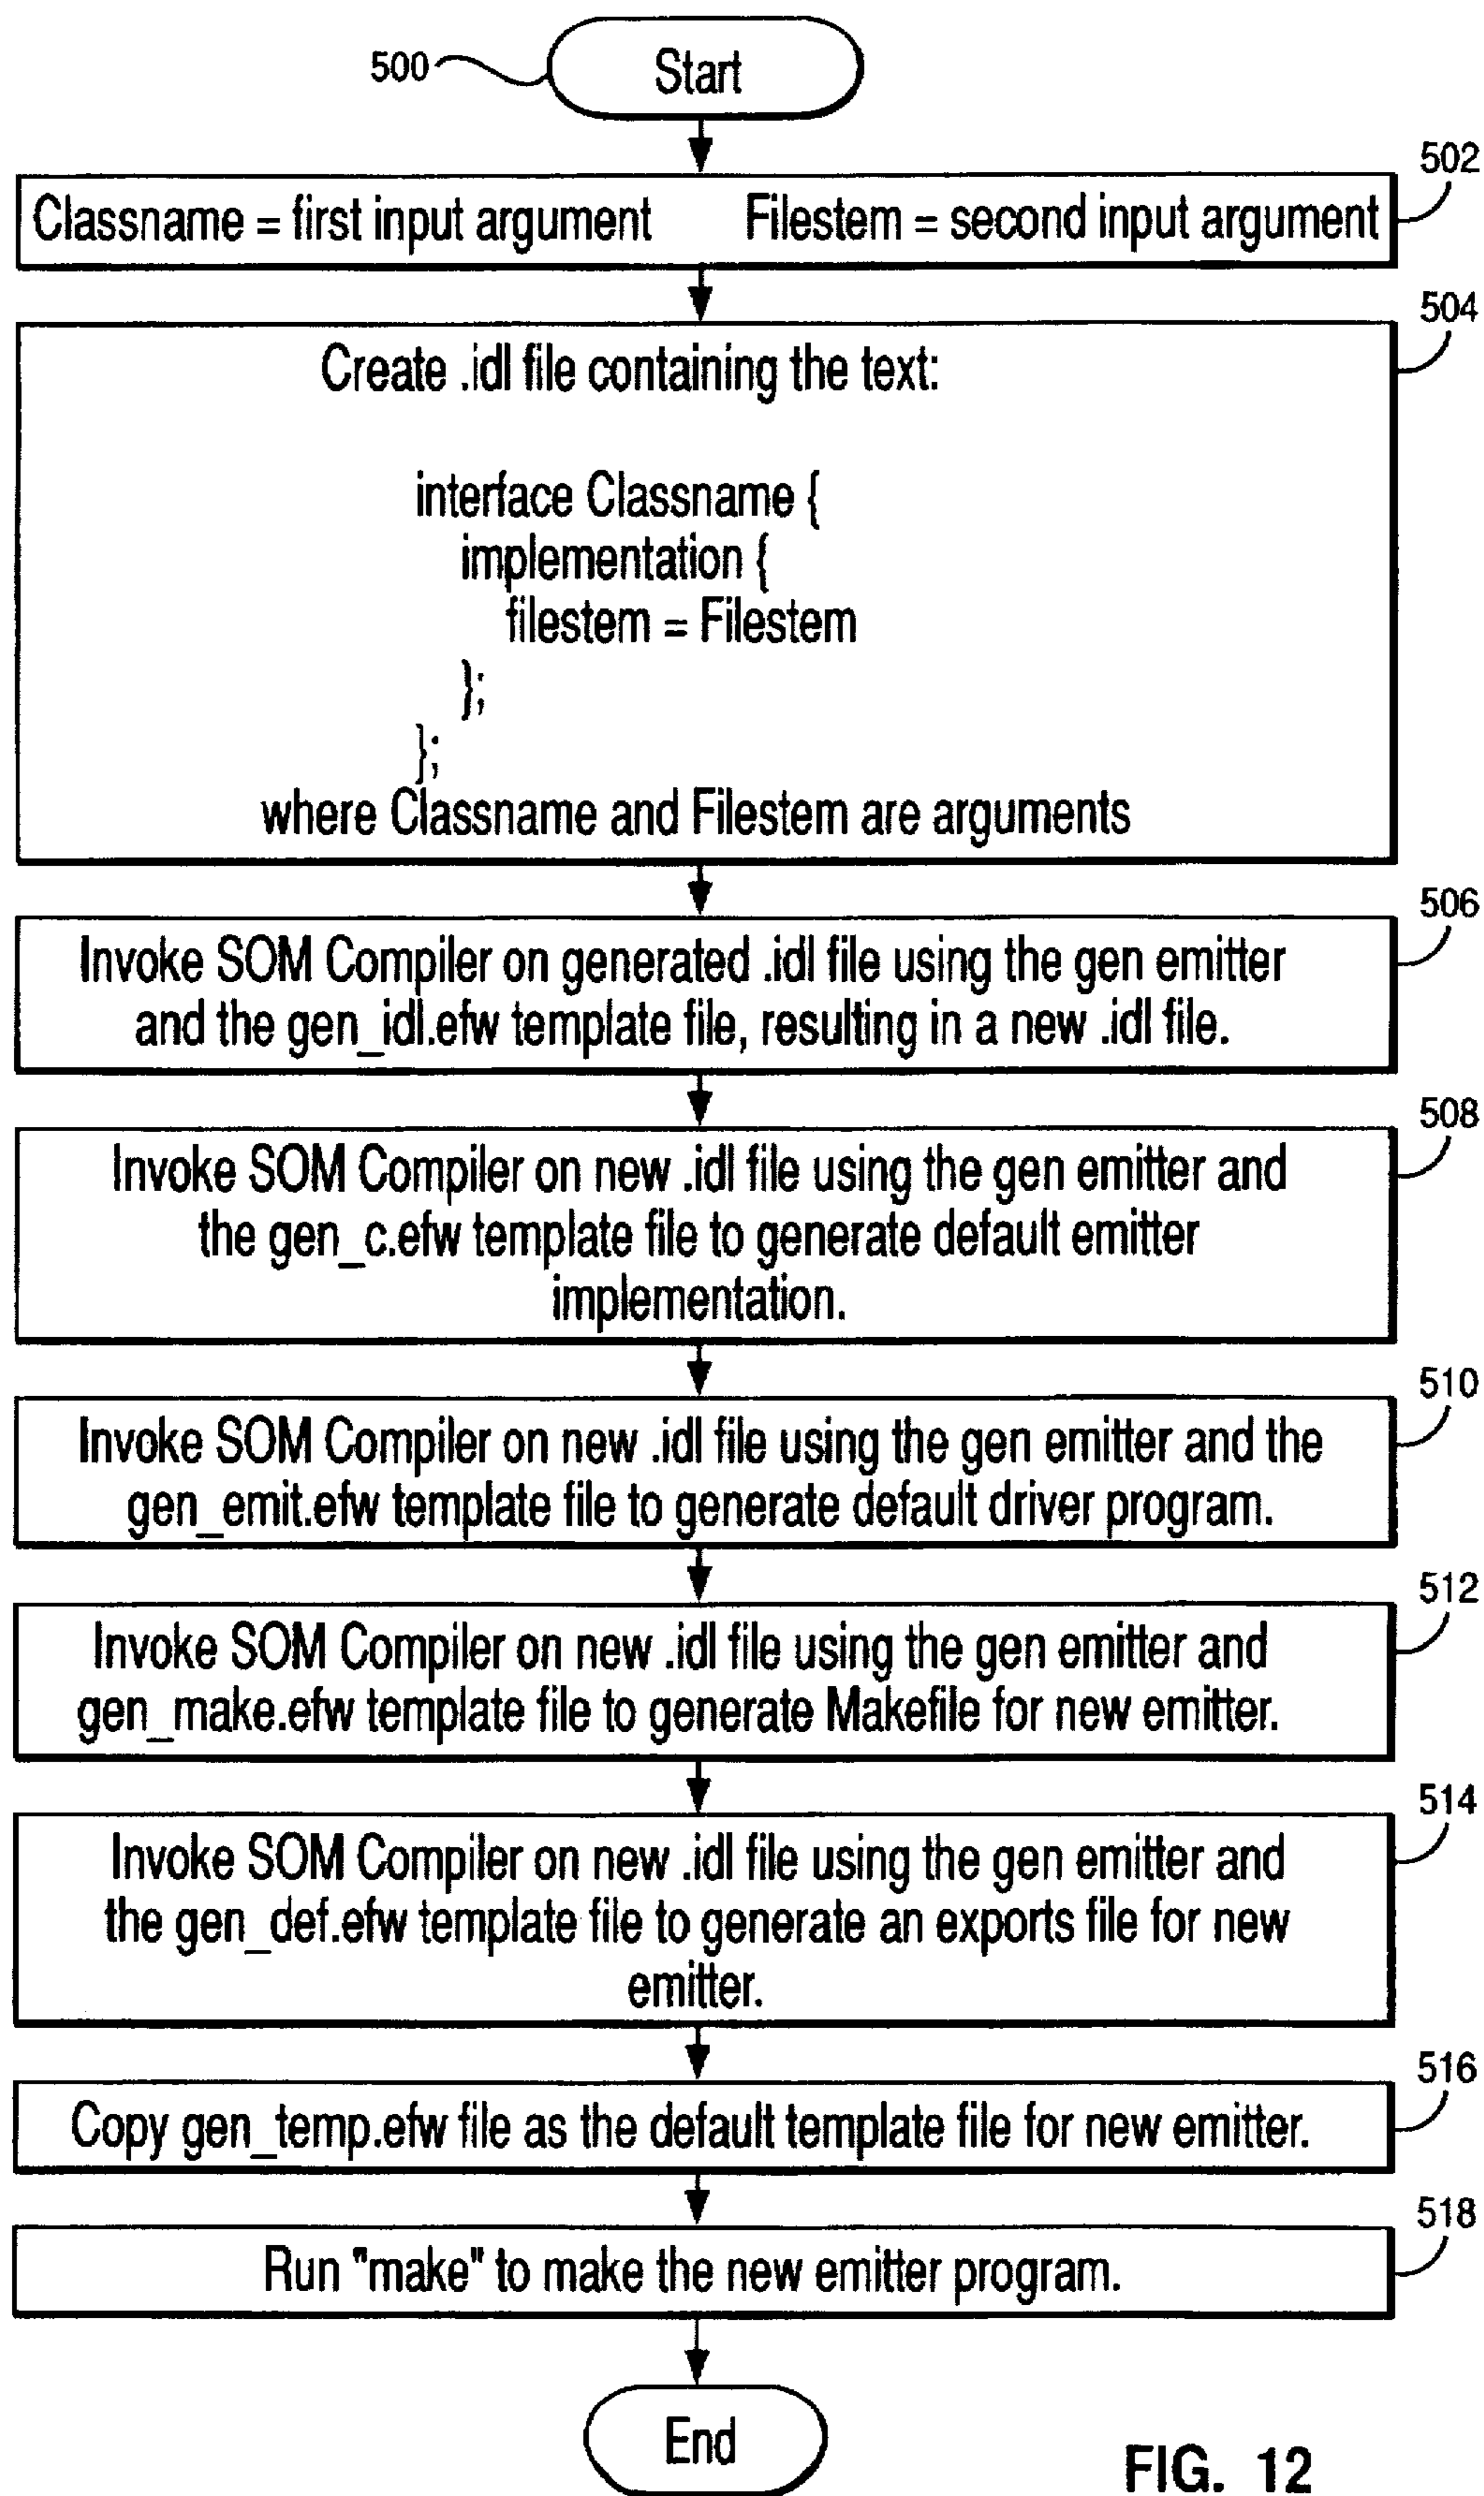 500
Start
502
Classname = first input argument Filestem = second input argument
504
Create .idl file containing the text:
interface Classname {
implementation {
filestem = Filestem
};
};
where Classname and Filestem are arguments
506
Invoke SOM Compiler on generated .idl file using the gen emitter
and the gen_idl.efw template file, resulting in a new .idl file.
508
Invoke SOM Compiler on new .idl file using the gen emitter and
the gen_c.efw template file to generate default emitter
implementation.
510
Invoke SOM Compiler on new .idl file using the gen emitter and the
gen_emit.efw template file to generate default driver program.
512
Invoke SOM Compiler on new .idl file using the gen emitter and
gen_make.efw template file to generate Makefile for new emitter.
514
Invoke SOM Compiler on new .idl file using the gen emitter and
the gen_def.efw template file to generate an exports file for new
emitter.
516
Copy gen_temp.efw file as the default template file for new emitter.
518
Run "make" to make the new emitter program.
End
FIG. 12